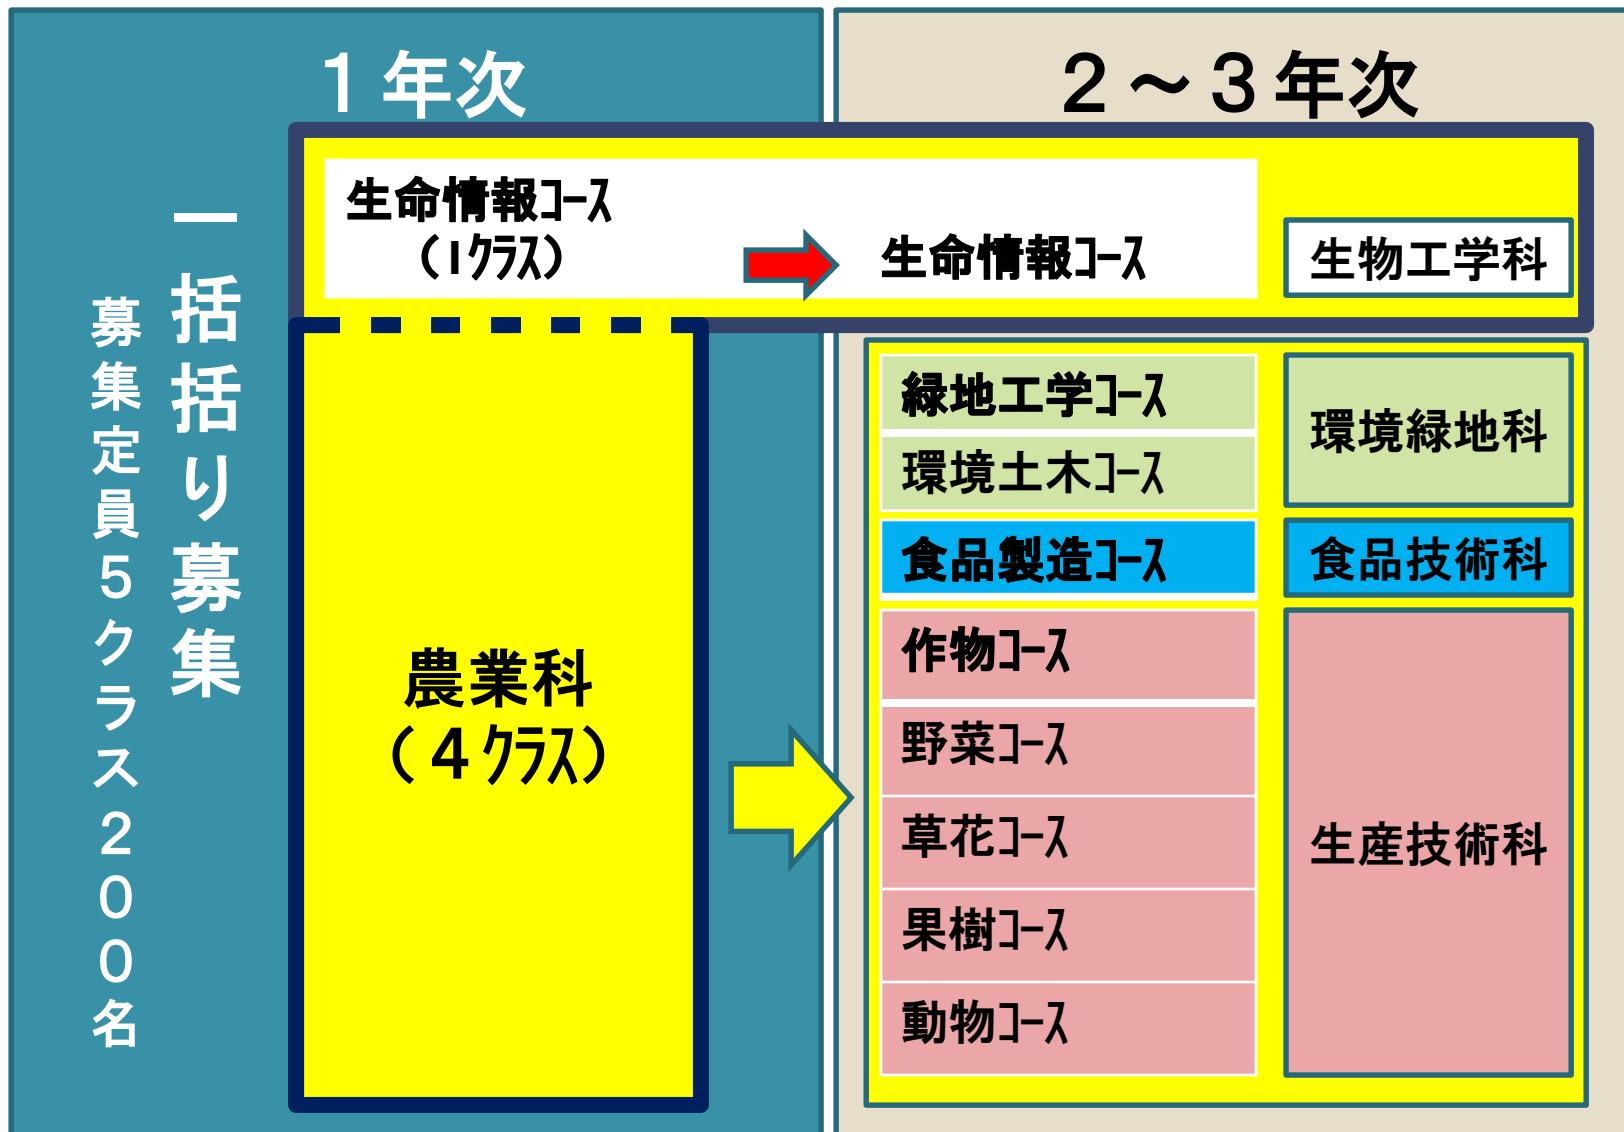 １年次
２～３年次
一括括り募集
募集定員５クラス２００名
生命情報ｺｰｽ
（1ｸﾗｽ）
生命情報ｺｰｽ
生物工学科
農業科
（４ｸﾗｽ）
緑地工学ｺｰｽ
環境土木ｺｰｽ
環境緑地科
食品製造ｺｰｽ
食品技術科
作物ｺｰｽ
野菜ｺｰｽ
草花ｺｰｽ
果樹ｺｰｽ
動物ｺｰｽ
生産技術科